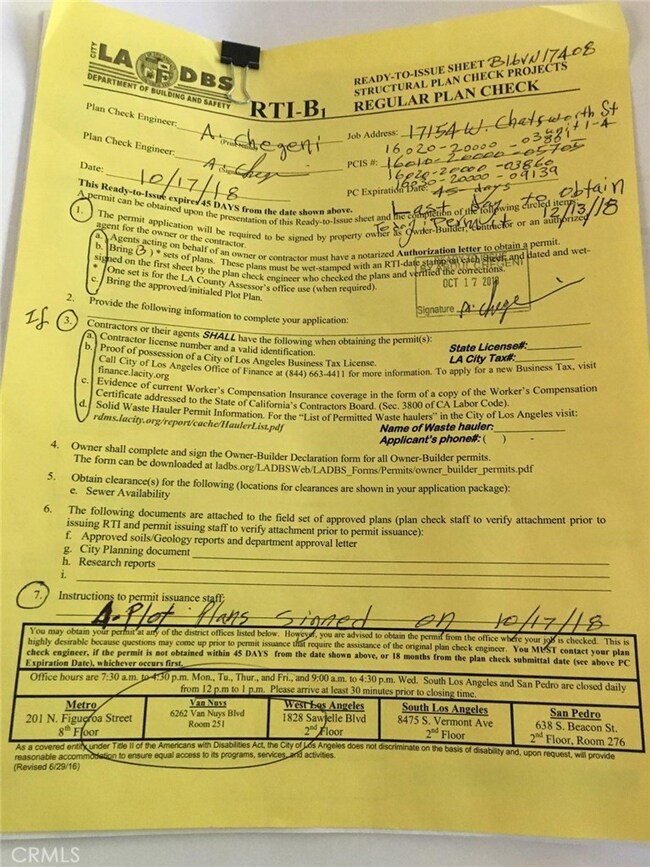 CITY
LA DBS
DEPARTMENT OF BUILDING AND SAFETY
RTI-B1
READY-TO-ISSUE SHEET B16VN17408
STRUCTURAL PLAN CHECK PROJECTS
REGULAR PLAN CHECK
Plan Check Engineer: A. Chegeni
Job Address: 17154 W. Chatsworth St
unit 1-4
16020-20000-
Plan Check Engineer:
PCIS #: 16010-20000-05705
16020-20000-03860
-20000-09139
Date: 10/17/18
PC Expiration Date: 45 days
This Ready-to-Issue expires 45 DAYS from the date shown above.
Last day to obtain
Today Permit 12/13/18
A permit can be obtained upon the presentation of this Ready-to-Issue sheet and the completion of the following circled items
1. The permit application will be required to be signed by property owner as Owner-Builder, Contractor or an authorized
agent for the owner or the contractor.
a. Agents acting on behalf of an owner or contractor must have a notarized Authorization letter to obtain a permit.
b. Bring (3) * sets of plans. These plans must be wet-stamped with an RTI-date stamp on each sheet and dated and wet-
signed on the first sheet by the plan check engineer who checked the plans and verified the corrections.
* One set is for the LA County Assessor's office use (when required).
c. Bring the approved/initialed Plot Plan.
CHEGENI
OCT 17 2018
Signature A. Chege
2. Provide the following information to complete your application:
If 3. Contractors or their agents SHALL have the following when obtaining the permit(s):
a. Contractor license number and a valid identification. State License#:
b. Proof of possession of a City of Los Angeles Business Tax License. LA City Tax#:
Call City of Los Angeles Office of Finance at (844) 663-4411 for more information. To apply for a new Business Tax, visit
finance.lacity.org
c. Evidence of current Worker's Compensation Insurance coverage in the form of a copy of the Worker's Compensation
Certificate addressed to the State of California's Contractors Board. (Sec. 3800 of CA Labor Code).
d. Solid Waste Hauler Permit Information. For the "List of Permitted Waste haulers" in the City of Los Angeles visit:
rdms.lacity.org/report/cache/HaulerList.pdf
Name of Waste hauler:
Applicant's phone#: ( ) -
4. Owner shall complete and sign the Owner-Builder Declaration form for all Owner-Builder permits.
The form can be downloaded at ladbs.org/LADBSWeb/LADBS_Forms/Permits/owner_builder_permits.pdf
5. Obtain clearance(s) for the following (locations for clearances are shown in your application package):
e. Sewer Availability
6. The following documents are attached to the field set of approved plans (plan check staff to verify attachment prior to
issuing RTI and permit issuing staff to verify attachment prior to permit issuance):
f. Approved soils/Geology reports and department approval letter
g. City Planning document
h. Research reports
i.
7. Instructions to permit issuance staff:
A. Plot Plans signed on 10/17/18
You may obtain your permit at any of the district offices listed below. However, you are advised to obtain the permit from the office where your job is checked. This is
highly desirable because questions may come up prior to permit issuance that require the assistance of the original plan check engineer. You MUST contact your plan
check engineer, if the permit is not obtained within 45 DAYS from the date shown above, or 18 months from the plan check submittal date (see above PC
Expiration Date), whichever occurs first.
Office hours are 7:30 a.m. to 4:30 p.m. Mon., Tu., Thur., and Fri., and 9:00 a.m. to 4:30 p.m. Wed. South Los Angeles and San Pedro are closed daily
from 12 p.m to 1 p.m. Please arrive at least 30 minutes prior to closing time.
Metro
201 N. Figueroa Street
8th Floor
Van Nuys
6262 Van Nuys Blvd
Room 251
West Los Angeles
1828 Sawtelle Blvd
2nd Floor
South Los Angeles
8475 S. Vermont Ave
2nd Floor
San Pedro
638 S. Beacon St.
2nd Floor, Room 276
As a covered entity under Title II of the Americans with Disabilities Act, the City of Los Angeles does not discriminate on the basis of disability and, upon request, will provide
reasonable accommodation to ensure equal access to its programs, services, and activities.
(Revised 6/29/16)
CRMLS